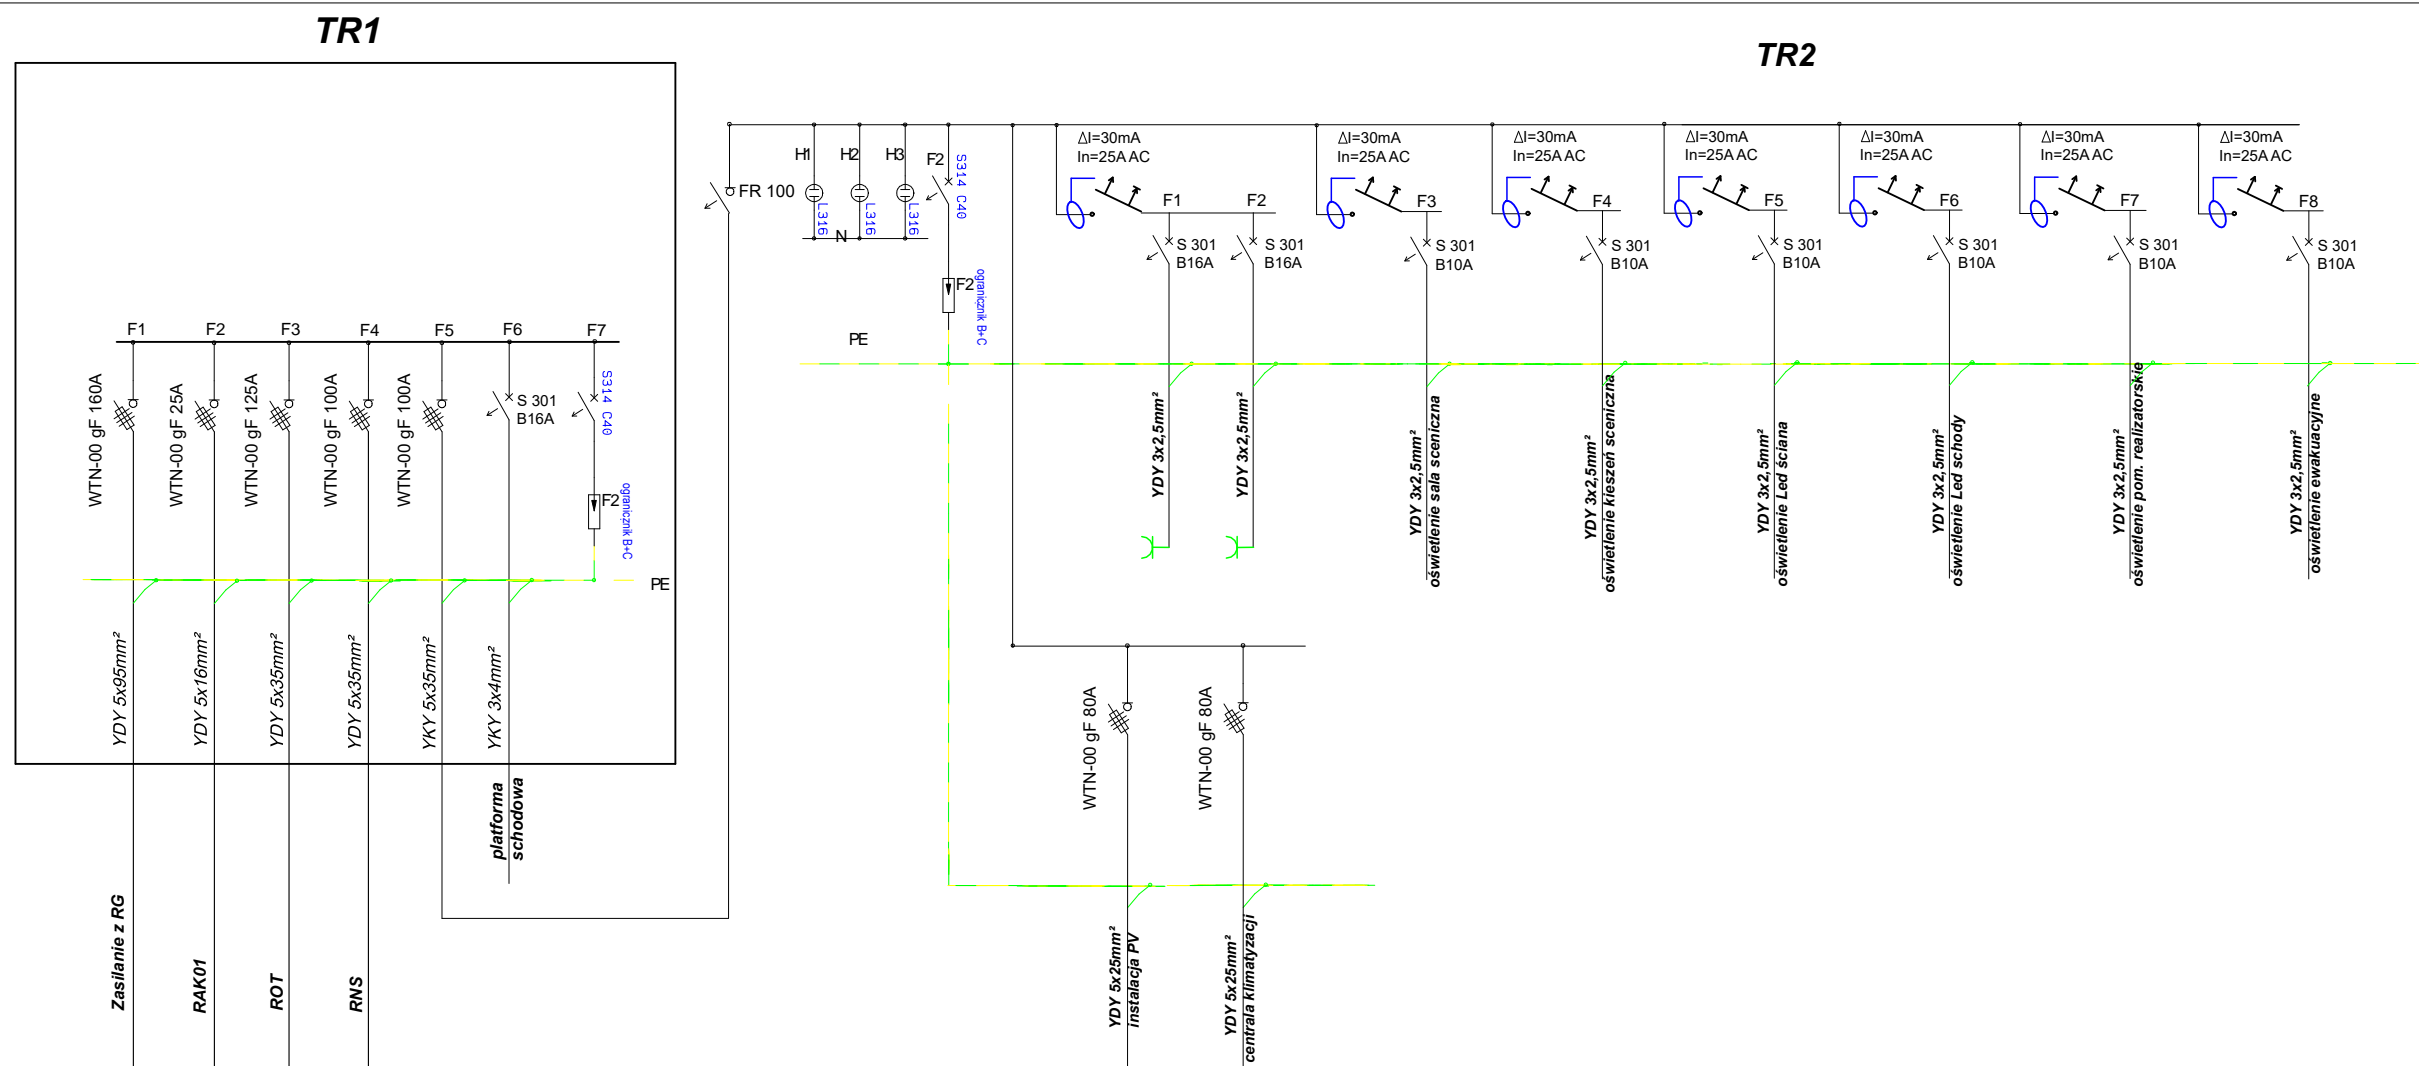 TR1
TR2
F1
F2
F3
F4
F5
F6
F7
WTN-00 gF 160A
WTN-00 gF 25A
WTN-00 gF 125A
WTN-00 gF 100A
WTN-00 gF 100A
S 301
B16A
S314 C40
F2
ogranicznik B+C
PE
YDY 5x95mm²
YDY 5x16mm²
YDY 5x35mm²
YDY 5x35mm²
YKY 5x35mm²
YKY 3x4mm²
platforma
schodowa
Zasilanie z RG
RAK01
ROT
RNS
FR 100
H1
H2
H3
L316
L316
L316
N
F2
S314 C40
F2
ogranicznik B+C
PE
ΔI=30mA
In=25A AC
F1
F2
S 301
B16A
S 301
B16A
YDY 3x2,5mm²
YDY 3x2,5mm²
ΔI=30mA
In=25A AC
F3
S 301
B10A
YDY 3x2,5mm²
oświetlenie sala sceniczna
ΔI=30mA
In=25A AC
F4
S 301
B10A
YDY 3x2,5mm²
oświetlenie kieszeń sceniczna
ΔI=30mA
In=25A AC
F5
S 301
B10A
YDY 3x2,5mm²
oświetlenie Led ściana
ΔI=30mA
In=25A AC
F6
S 301
B10A
YDY 3x2,5mm²
oświetlenie Led schody
ΔI=30mA
In=25A AC
F7
S 301
B10A
YDY 3x2,5mm²
oświetlenie pom. realizatorskie
ΔI=30mA
In=25A AC
F8
S 301
B10A
YDY 3x2,5mm²
oświetlenie ewakuacyjne
WTN-00 gF 80A
WTN-00 gF 80A
YDY 5x25mm²
instalacja PV
YDY 5x25mm²
centrala klimatyzacji